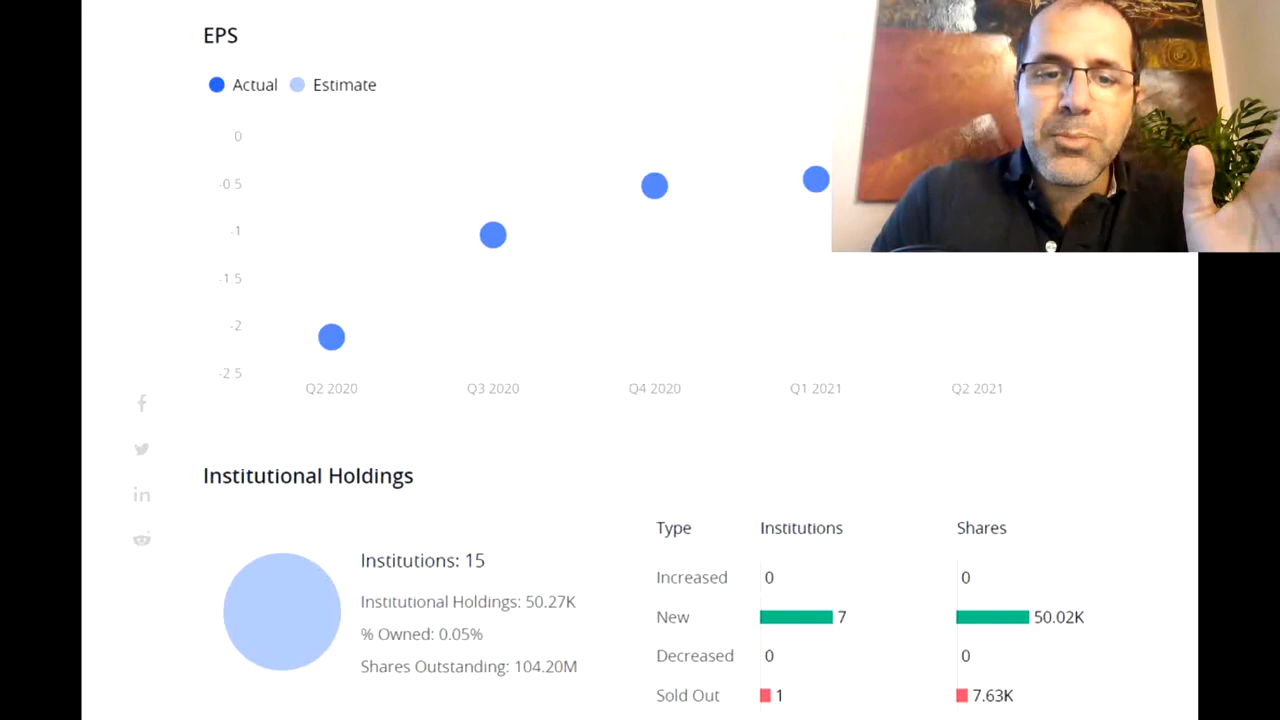 EPS
Actual Estimate
0
-0.5
-1
-1.5
-2
-2.5
Q2 2020 Q3 2020 Q4 2020 Q1 2021 Q2 2021
Institutional Holdings
Institutions: 15
Institutional Holdings: 50.27K
% Owned: 0.05%
Shares Outstanding: 104.20M
Type Institutions Shares
Increased 0 0
New 7 50.02K
Decreased 0 0
Sold Out 1 7.63K